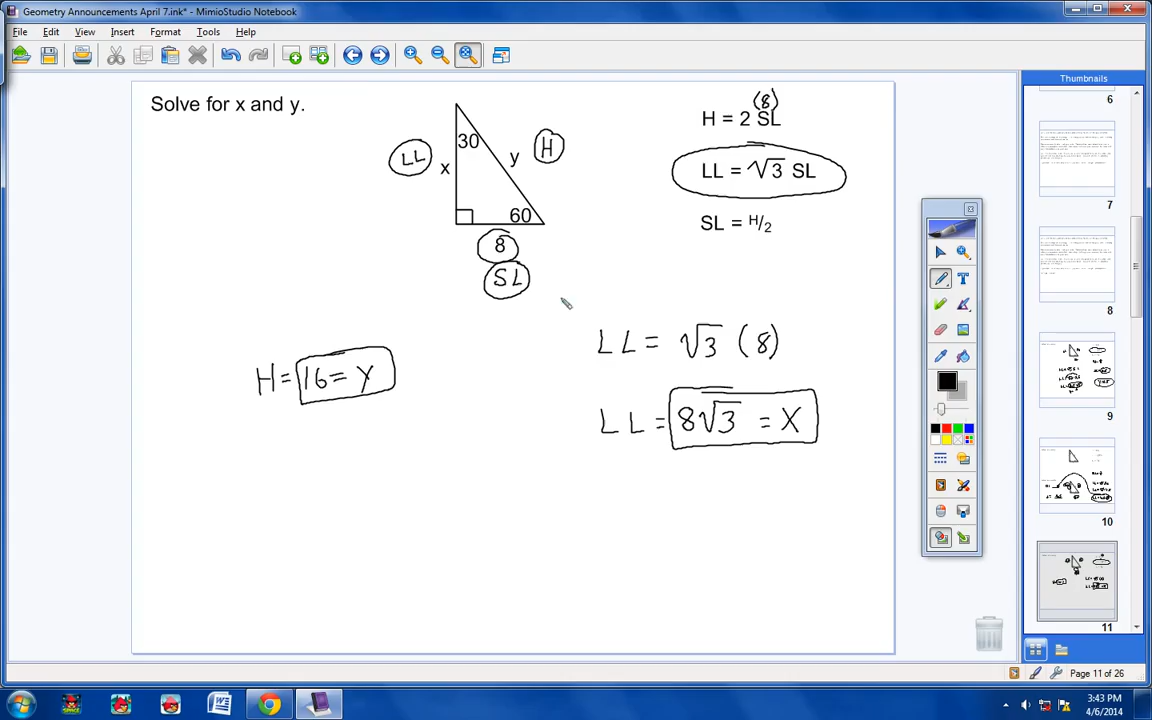 Geometry Announcements April 7.ink* - MimioStudio Notebook
File Edit View Insert Format Tools Help
Thumbnails
Solve for x and y.
30
LL
x
y
H
60
8
SL
(8)
H = 2 SL
LL = √3 SL
SL = H/2
LL = √3 (8)
LL = 8√3 = X
H = 16 = Y
6
7
8
9
10
11
Page 11 of 26
3:43 PM
4/6/2014